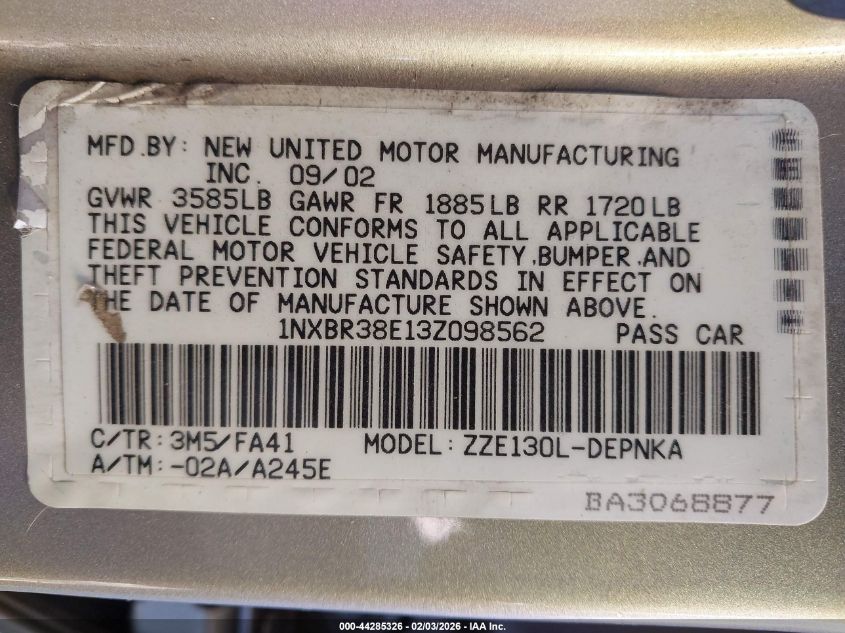 MFD.BY: NEW UNITED MOTOR MANUFACTURING
INC. 09/02
GVWR 3585LB GAWR FR 1885LB RR 1720LB
THIS VEHICLE CONFORMS TO ALL APPLICABLE
FEDERAL MOTOR VEHICLE SAFETY.BUMPER.AND
THEFT PREVENTION STANDARDS IN EFFECT ON
THE DATE OF MANUFACTURE SHOWN ABOVE.
1NXBR38E13Z098562 PASS CAR
C/TR:3M5/FA41 MODEL:ZZE130L-DEPNKA
A/TM:-02A/A245E
BA3068877
000-44285326 - 02/03/2026 - IAA Inc.